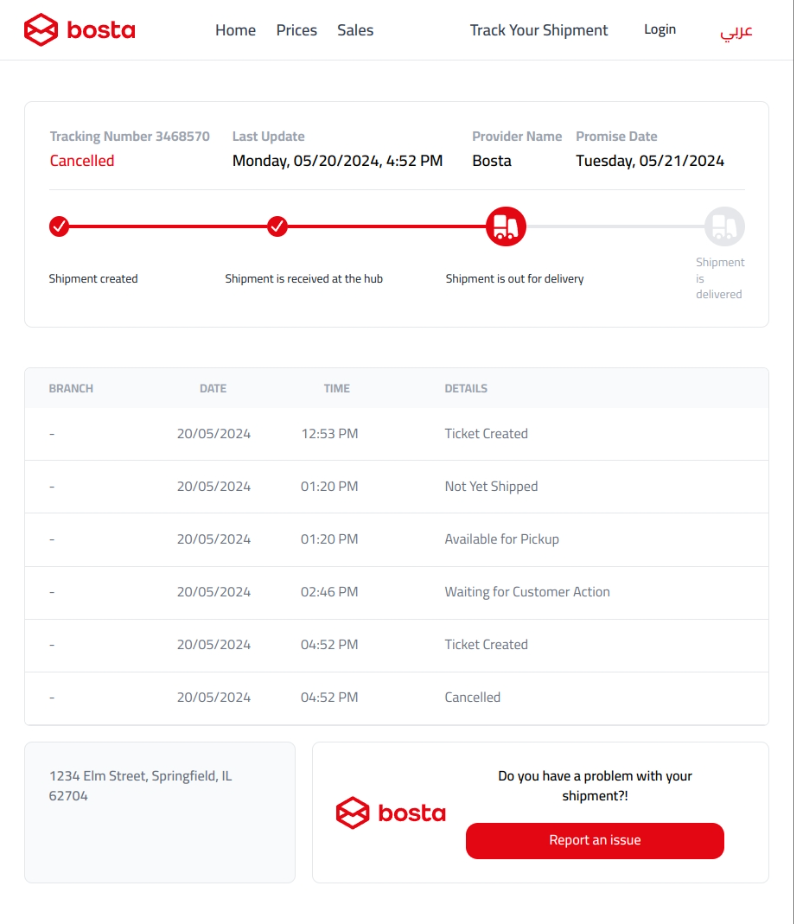 bosta Home Prices Sales Track Your Shipment Login عربي
Tracking Number 3468570 Last Update Provider Name Promise Date
Cancelled Monday, 05/20/2024, 4:52 PM Bosta Tuesday, 05/21/2024
Shipment created Shipment is received at the hub Shipment is out for delivery
Shipment
is
delivered
BRANCH DATE TIME DETAILS
- 20/05/2024 12:53 PM Ticket Created
- 20/05/2024 01:20 PM Not Yet Shipped
- 20/05/2024 01:20 PM Available for Pickup
- 20/05/2024 02:46 PM Waiting for Customer Action
- 20/05/2024 04:52 PM Ticket Created
- 20/05/2024 04:52 PM Cancelled
1234 Elm Street, Springfield, IL
62704
bosta
Do you have a problem with your
shipment?!
Report an issue